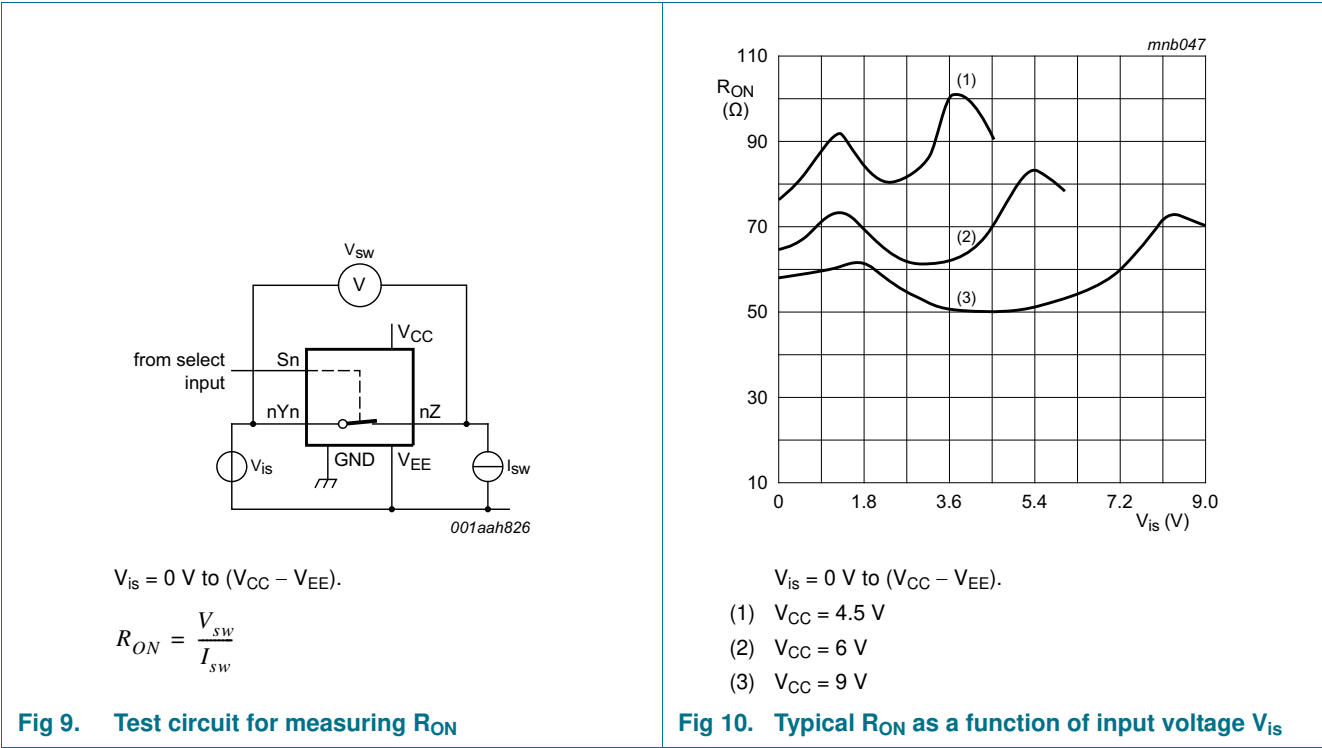 V_sw
V
V_CC
from select
input
Sn
nYn
nZ
V_is
GND
V_EE
I_sw
001aah826
V_is = 0 V to (V_CC − V_EE).
R_ON = V_sw / I_sw
Fig 9. Test circuit for measuring R_ON
mnb047
110
R_ON
(Ω)
90
70
50
30
10
(1)
(2)
(3)
0 1.8 3.6 5.4 7.2 9.0
V_is (V)
V_is = 0 V to (V_CC − V_EE).
(1) V_CC = 4.5 V
(2) V_CC = 6 V
(3) V_CC = 9 V
Fig 10. Typical R_ON as a function of input voltage V_is